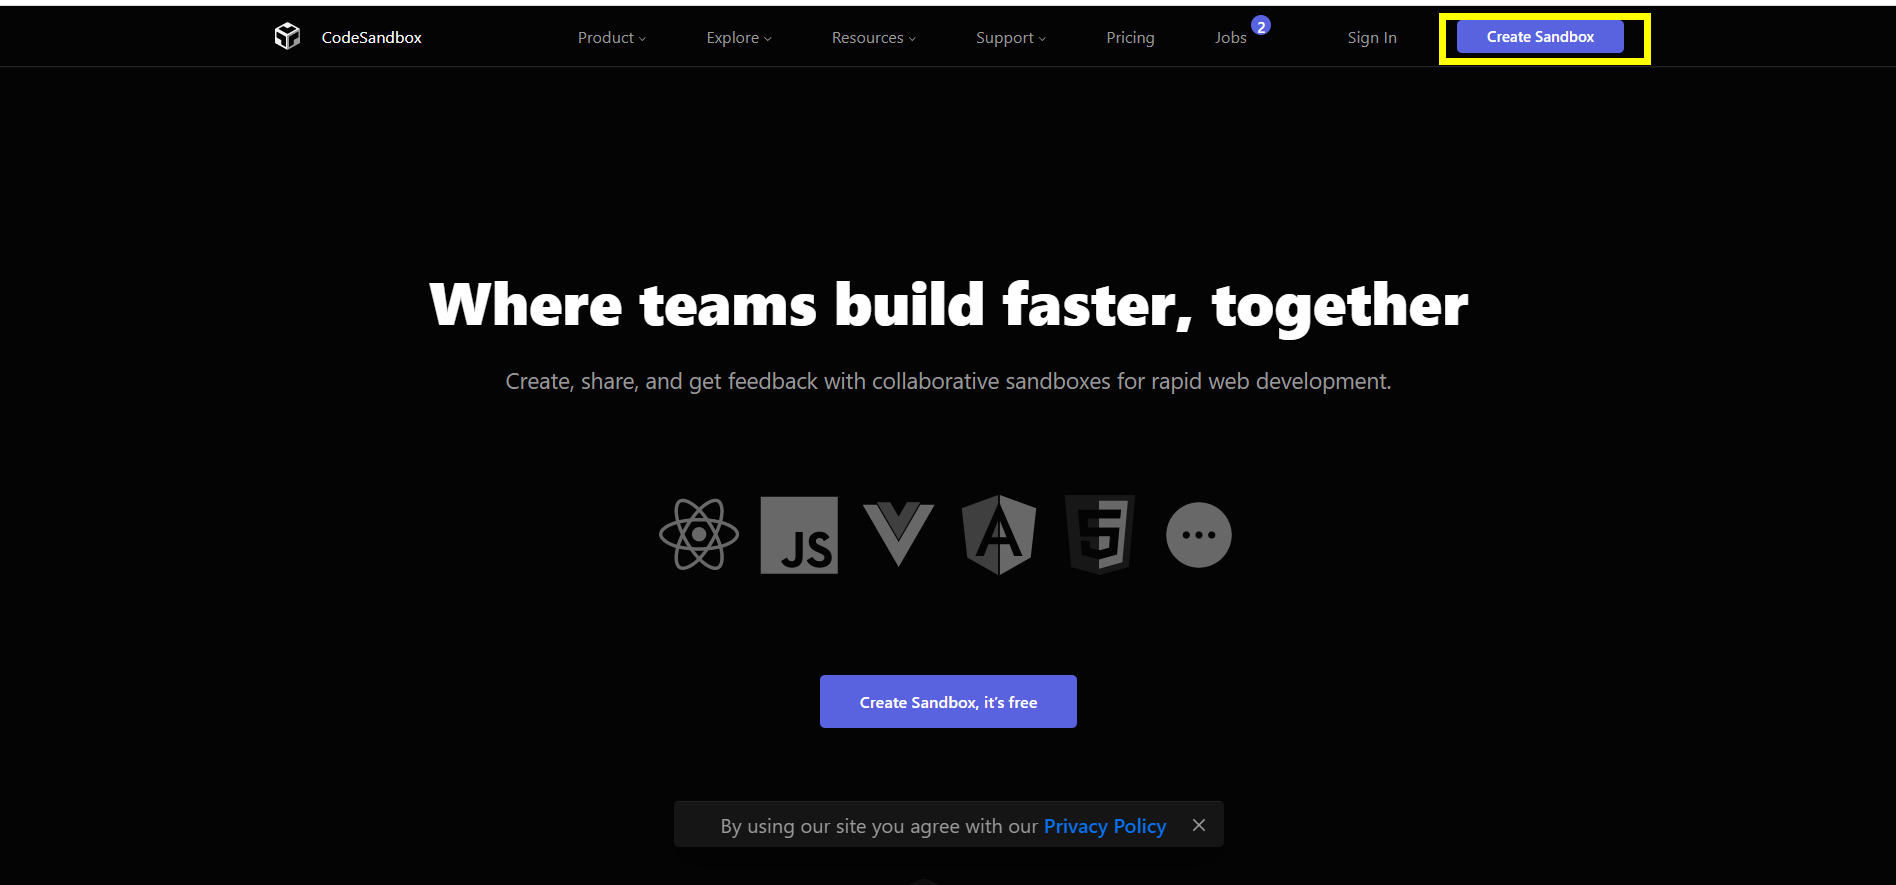 CodeSandbox Product Explore Resources Support Pricing Jobs 2 Sign In Create Sandbox
Where teams build faster, together
Create, share, and get feedback with collaborative sandboxes for rapid web development.
JS
Create Sandbox, it's free
By using our site you agree with our Privacy Policy